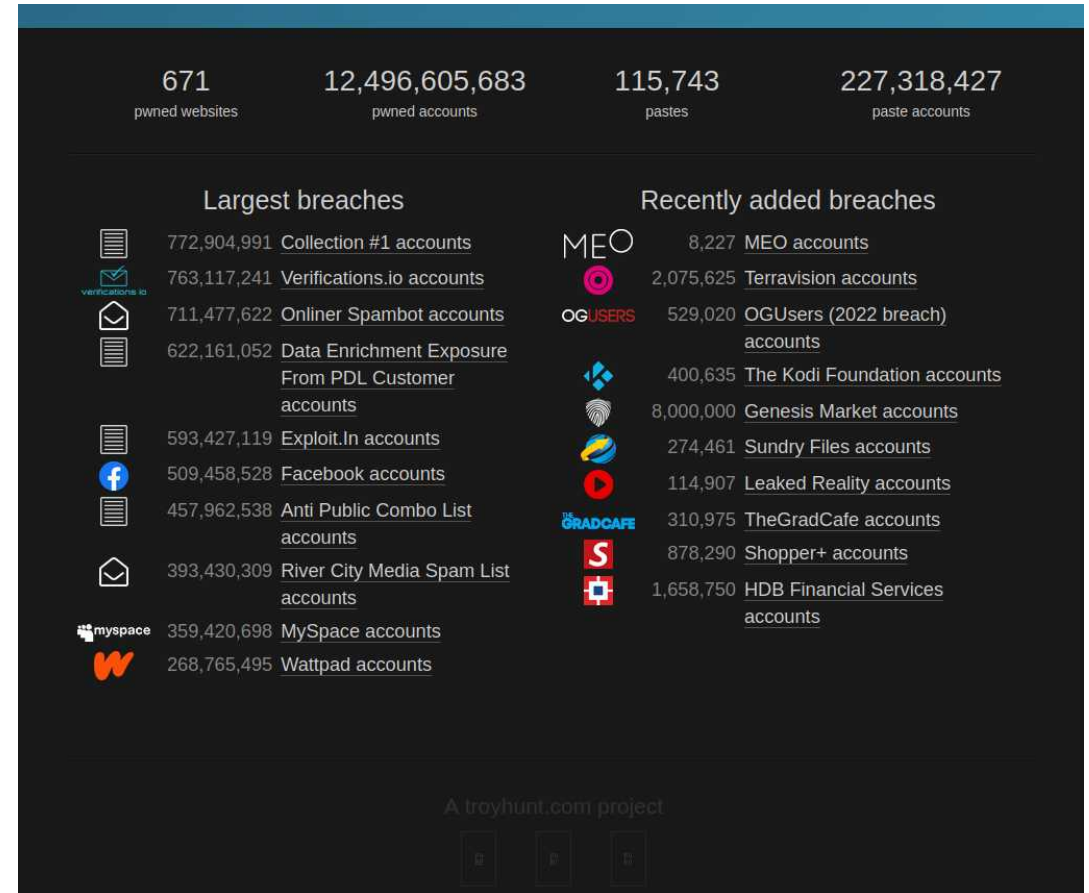 671
pwned websites
12,496,605,683
pwned accounts
115,743
pastes
227,318,427
paste accounts
Largest breaches
772,904,991 Collection #1 accounts
verifications.io
763,117,241 Verifications.io accounts
711,477,622 Onliner Spambot accounts
622,161,052 Data Enrichment Exposure
From PDL Customer
accounts
593,427,119 Exploit.In accounts
509,458,528 Facebook accounts
457,962,538 Anti Public Combo List
accounts
393,430,309 River City Media Spam List
accounts
myspace 359,420,698 MySpace accounts
268,765,495 Wattpad accounts
Recently added breaches
MEO 8,227 MEO accounts
2,075,625 Terravision accounts
OGUSERS 529,020 OGUsers (2022 breach)
accounts
400,635 The Kodi Foundation accounts
8,000,000 Genesis Market accounts
274,461 Sundry Files accounts
114,907 Leaked Reality accounts
THE
GRADCAFE 310,975 TheGradCafe accounts
S 878,290 Shopper+ accounts
1,658,750 HDB Financial Services
accounts
A troyhunt.com project